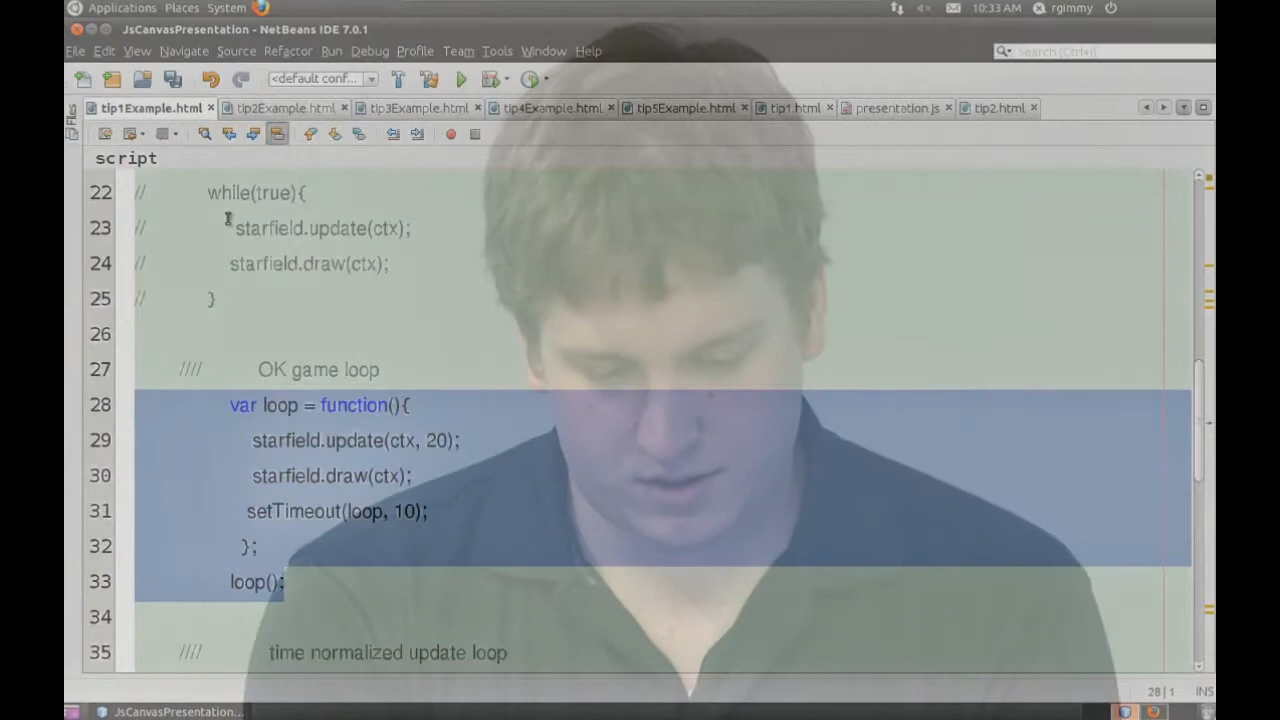 Applications Places System 10:33 AM rgimmy
JsCanvasPresentation - NetBeans IDE 7.0.1
File Edit View Navigate Source Refactor Run Debug Profile Team Tools Window Help Search (Ctrl+I)
<default conf...
Files
tip1Example.html tip2Example.html tip3Example.html tip4Example.html tip5Example.html tip1.html presentation.js tip2.html
script
22 // while(true){
23 // starfield.update(ctx);
24 // starfield.draw(ctx);
25 // }
26
27 //// OK game loop
28 var loop = function(){
29 starfield.update(ctx, 20);
30 starfield.draw(ctx);
31 setTimeout(loop, 10);
32 };
33 loop();
34
35 //// time normalized update loop
28|1 INS
JsCanvasPresentation...